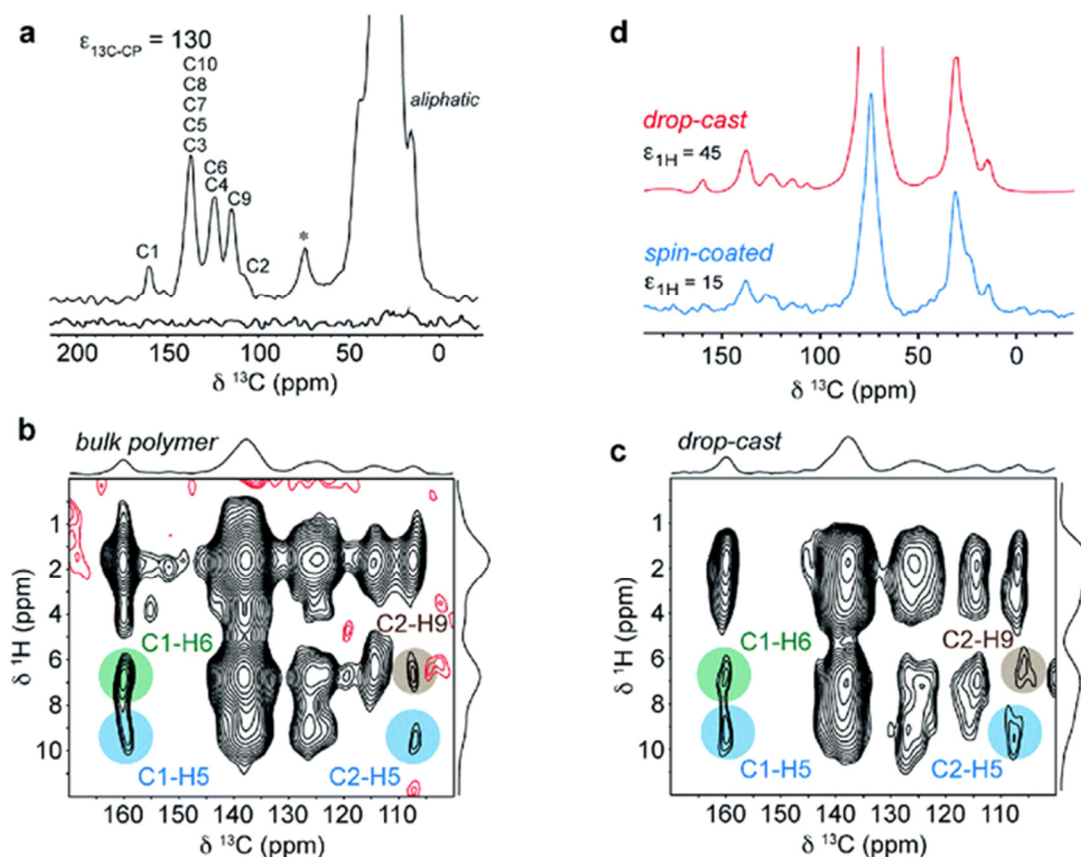 a
ε13C-CP = 130
C10
C8
C7
C5
C3
C6
C4
C9
C1
C2
*
aliphatic
200 150 100 50 0
δ 13C (ppm)
d
drop-cast
ε1H = 45
spin-coated
ε1H = 15
150 100 50 0
δ 13C (ppm)
b
bulk polymer
1
2
4
6
8
10
δ 1H (ppm)
C1-H6
C2-H9
C1-H5
C2-H5
160 150 140 130 120 110
δ 13C (ppm)
c
drop-cast
1
2
4
6
8
10
δ 1H (ppm)
C1-H6
C2-H9
C1-H5
C2-H5
160 150 140 130 120 110
δ 13C (ppm)